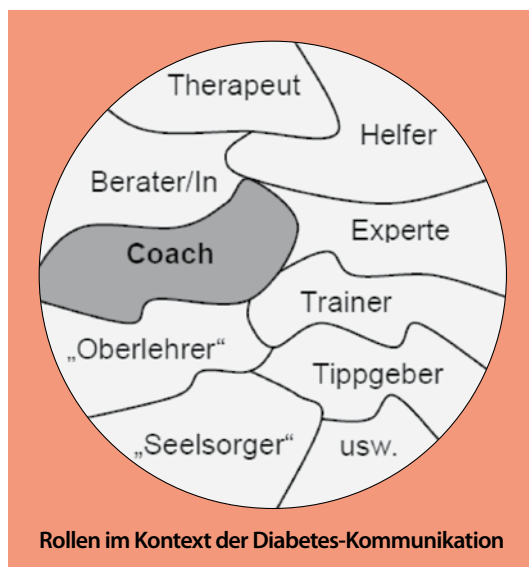 Therapeut
Helfer
Berater/In
Experte
Coach
Trainer
„Oberlehrer“
Tippgeber
„Seelsorger“
usw.
Rollen im Kontext der Diabetes-Kommunikation